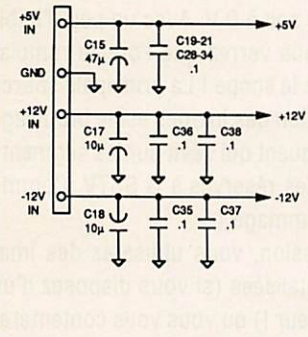 +5V
IN
C15
47µ
C19-21
C28-34
.1
+5V
GND
+12V
IN
C17
10µ
C36
.1
C38
.1
+12V
-12V
IN
C18
10µ
C35
.1
C37
.1
-12V